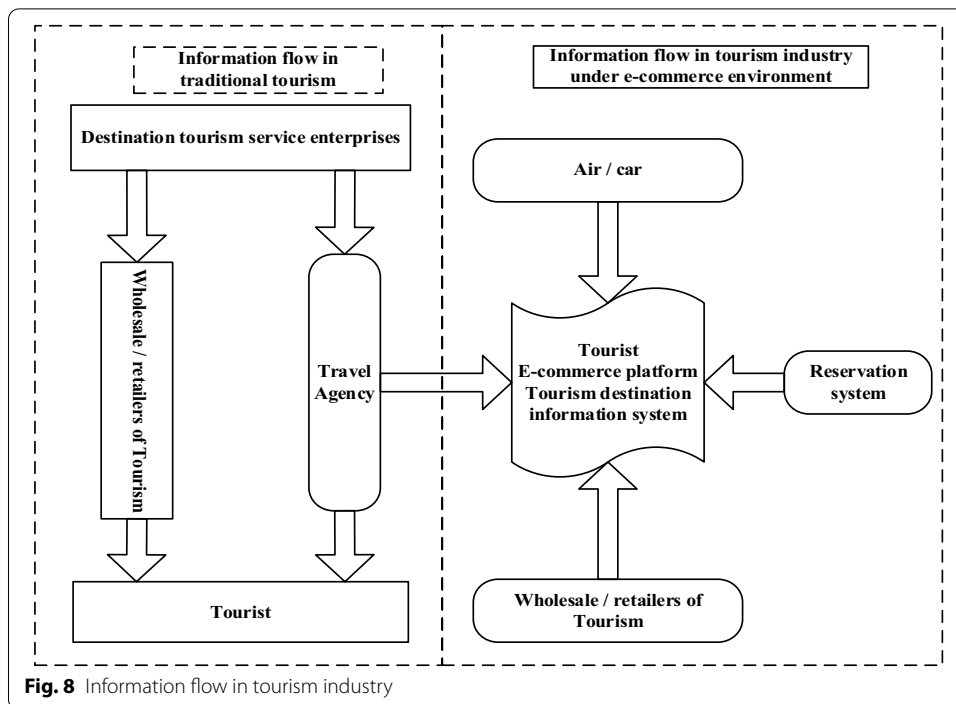 Information flow in
traditional tourism
Destination tourism service enterprises
Wholesale / retailers of Tourism
Travel
Agency
Tourist
Information flow in tourism industry
under e-commerce environment
Air / car
Tourist
E-commerce platform
Tourism destination
information system
Reservation
system
Wholesale / retailers of
Tourism
Fig. 8 Information flow in tourism industry